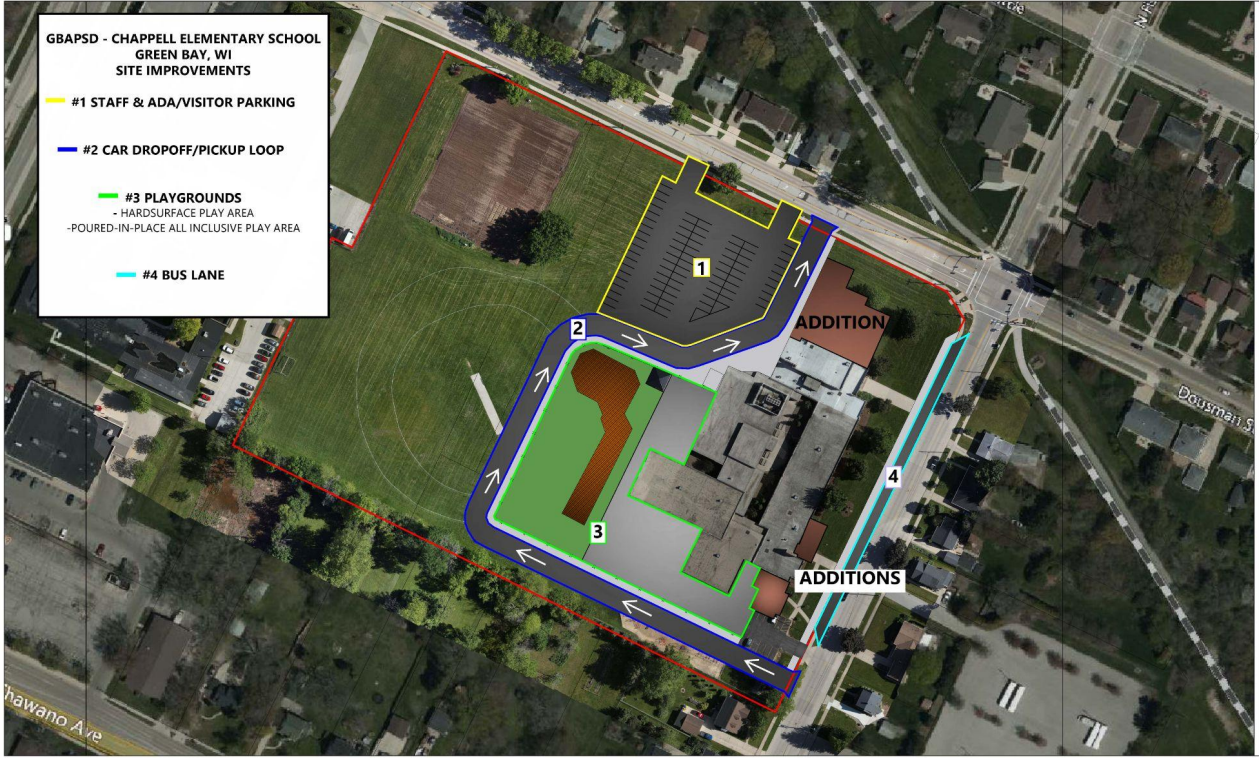 GBAPSD - CHAPPELL ELEMENTARY SCHOOL
GREEN BAY, WI
SITE IMPROVEMENTS
#1 STAFF & ADA/VISITOR PARKING
#2 CAR DROPOFF/PICKUP LOOP
#3 PLAYGROUNDS
- HARDSURFACE PLAY AREA
-POURED-IN-PLACE ALL INCLUSIVE PLAY AREA
#4 BUS LANE
1
2
ADDITION
Dousman
4
3
ADDITIONS
Ave